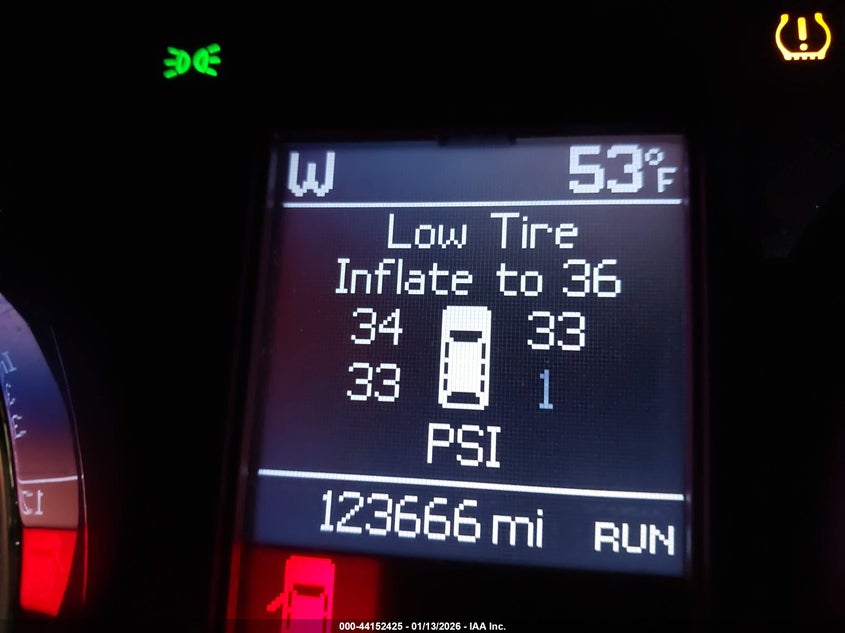 W 53°F
Low Tire
Inflate to 36
34 33
33 1
PSI
123666 mi RUN
000-44152425 - 01/13/2026 - IAA Inc.